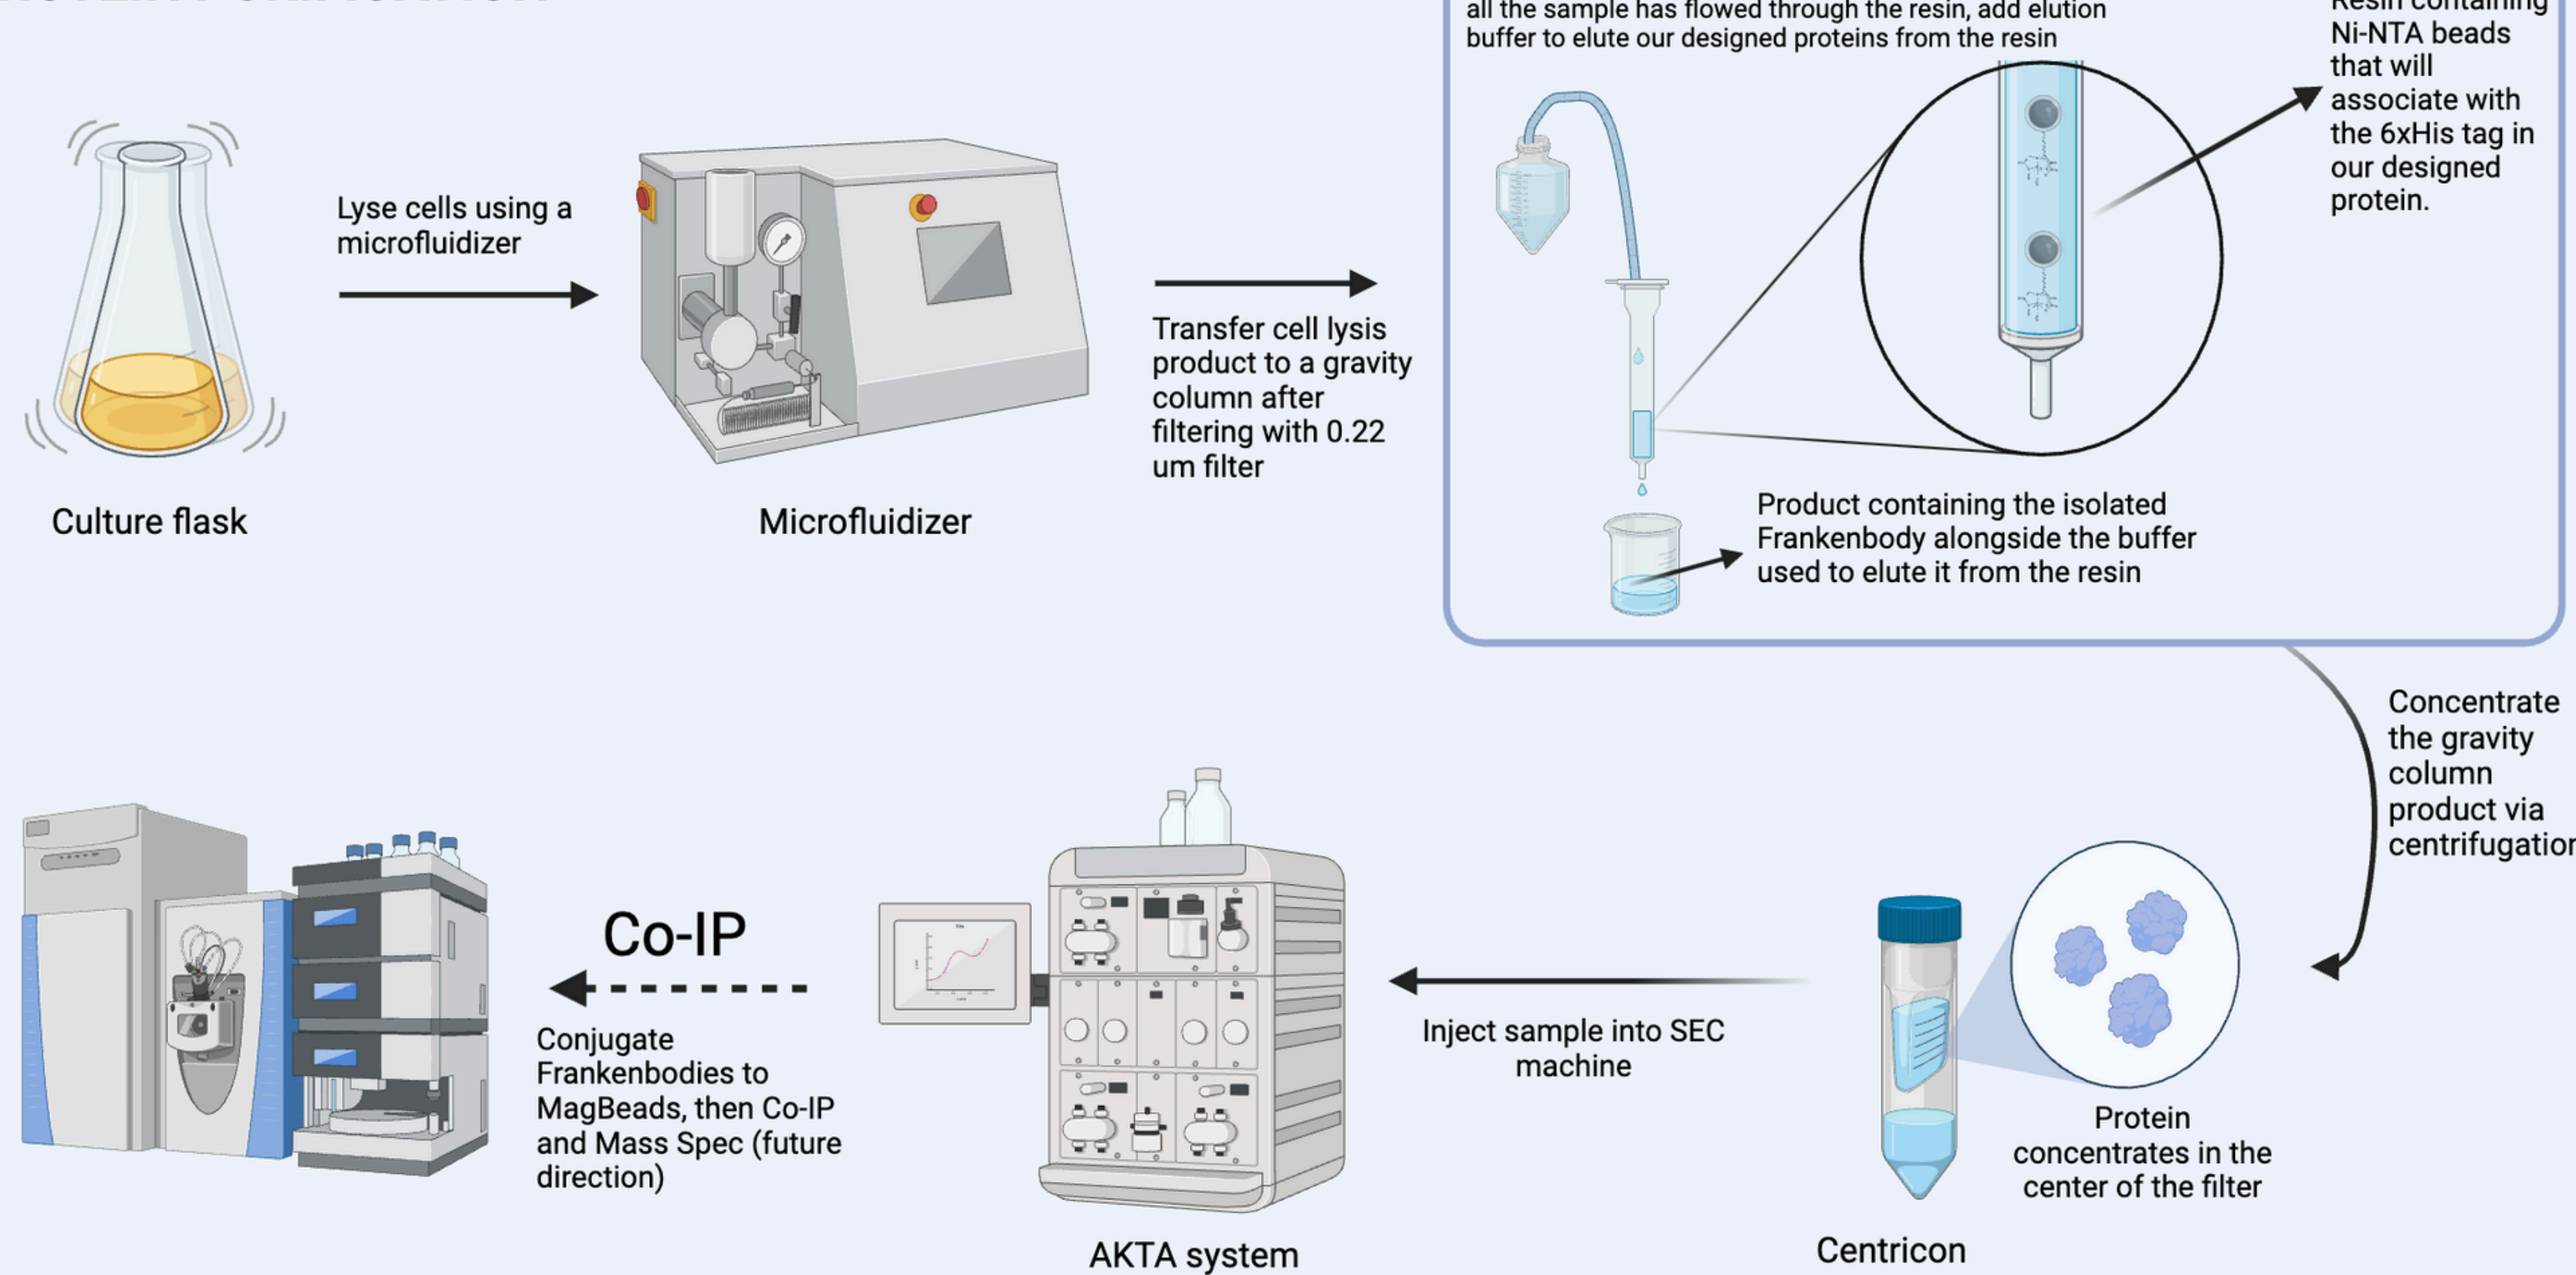 all the sample has flowed through the resin, add elution
buffer to elute our designed proteins from the resin
Resin containing
Ni-NTA beads
that will
associate with
the 6xHis tag in
our designed
protein.
Lyse cells using a
microfluidizer
Transfer cell lysis
product to a gravity
column after
filtering with 0.22
um filter
Culture flask
Microfluidizer
Product containing the isolated
Frankenbody alongside the buffer
used to elute it from the resin
Concentrate
the gravity
column
product via
centrifugation
Co-IP
Conjugate
Frankenbodies to
MagBeads, then Co-IP
and Mass Spec (future
direction)
Inject sample into SEC
machine
Protein
concentrates in the
center of the filter
AKTA system
Centricon